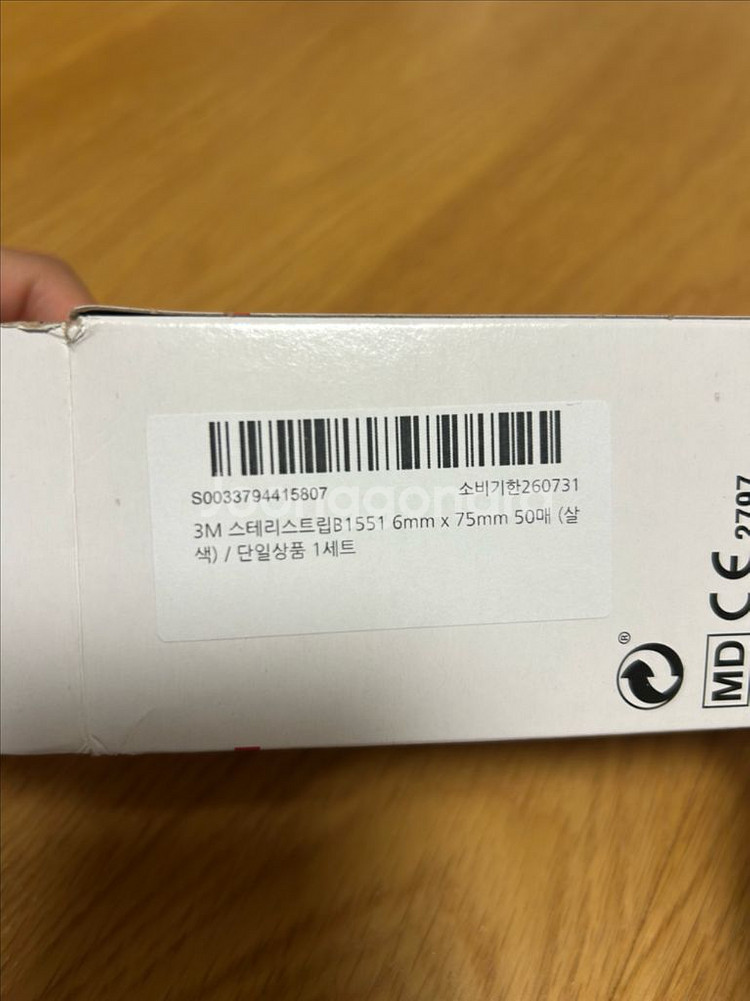 S0033794415807 소비기한260731
3M 스테리스트립B1551 6mm x 75mm 50매 (살
색) / 단일상품 1세트
®
MD CE 2797